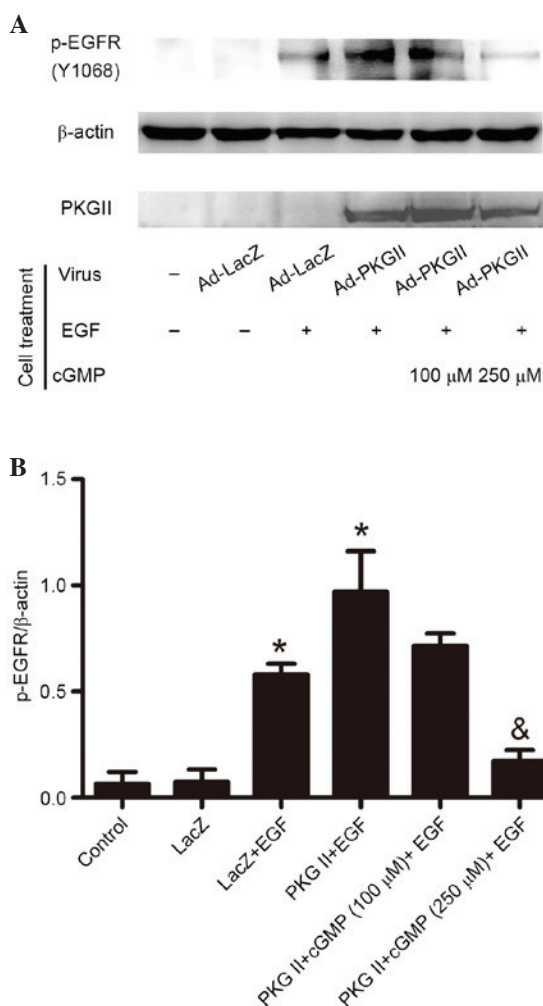 A
p-EGFR
(Y1068)
β-actin
PKGII
Cell treatment
Virus
– Ad-LacZ Ad-LacZ Ad-PKGII Ad-PKGII Ad-PKGII
EGF – – + + + +
cGMP 100 μM 250 μM
B
p-EGFR/β-actin
1.5
1.0
0.5
0.0
*
*
&
Control
LacZ
LacZ+EGF
PKG II+EGF
PKG II+cGMP (100 μM)+ EGF
PKG II+cGMP (250 μM)+ EGF